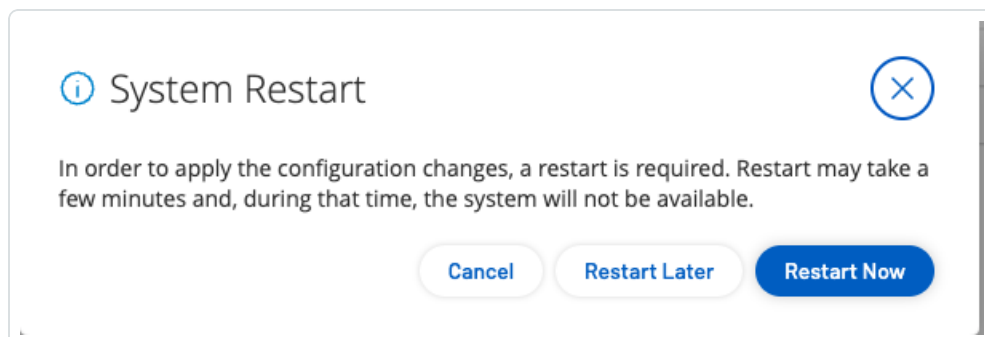 System Restart
In order to apply the configuration changes, a restart is required. Restart may take a
few minutes and, during that time, the system will not be available.
Cancel
Restart Later
Restart Now